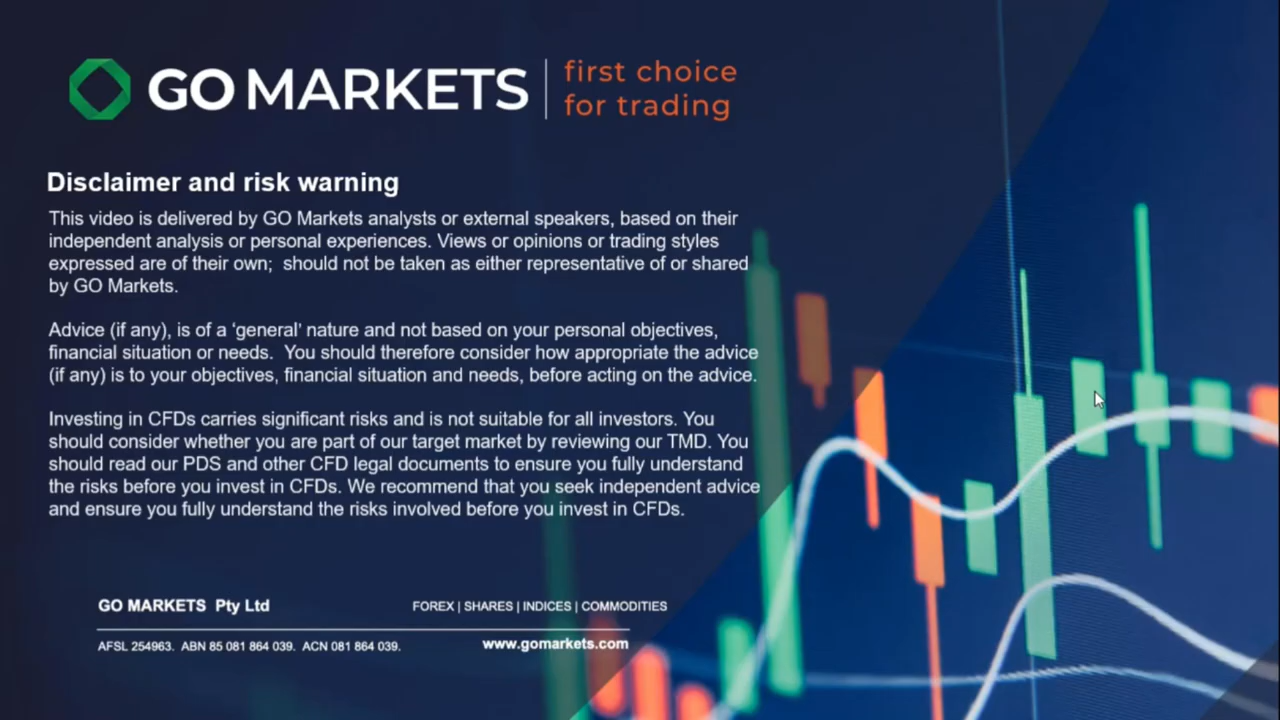 GO MARKETS
first choice
for trading
Disclaimer and risk warning
This video is delivered by GO Markets analysts or external speakers, based on their
independent analysis or personal experiences. Views or opinions or trading styles
expressed are of their own;  should not be taken as either representative of or shared
by GO Markets.
Advice (if any), is of a ‘general’ nature and not based on your personal objectives,
financial situation or needs.  You should therefore consider how appropriate the advice
(if any) is to your objectives, financial situation and needs, before acting on the advice.
Investing in CFDs carries significant risks and is not suitable for all investors. You
should consider whether you are part of our target market by reviewing our TMD. You
should read our PDS and other CFD legal documents to ensure you fully understand
the risks before you invest in CFDs. We recommend that you seek independent advice
and ensure you fully understand the risks involved before you invest in CFDs.
GO MARKETS  Pty Ltd
FOREX | SHARES | INDICES | COMMODITIES
AFSL 254963.  ABN 85 081 864 039.  ACN 081 864 039.
www.gomarkets.com